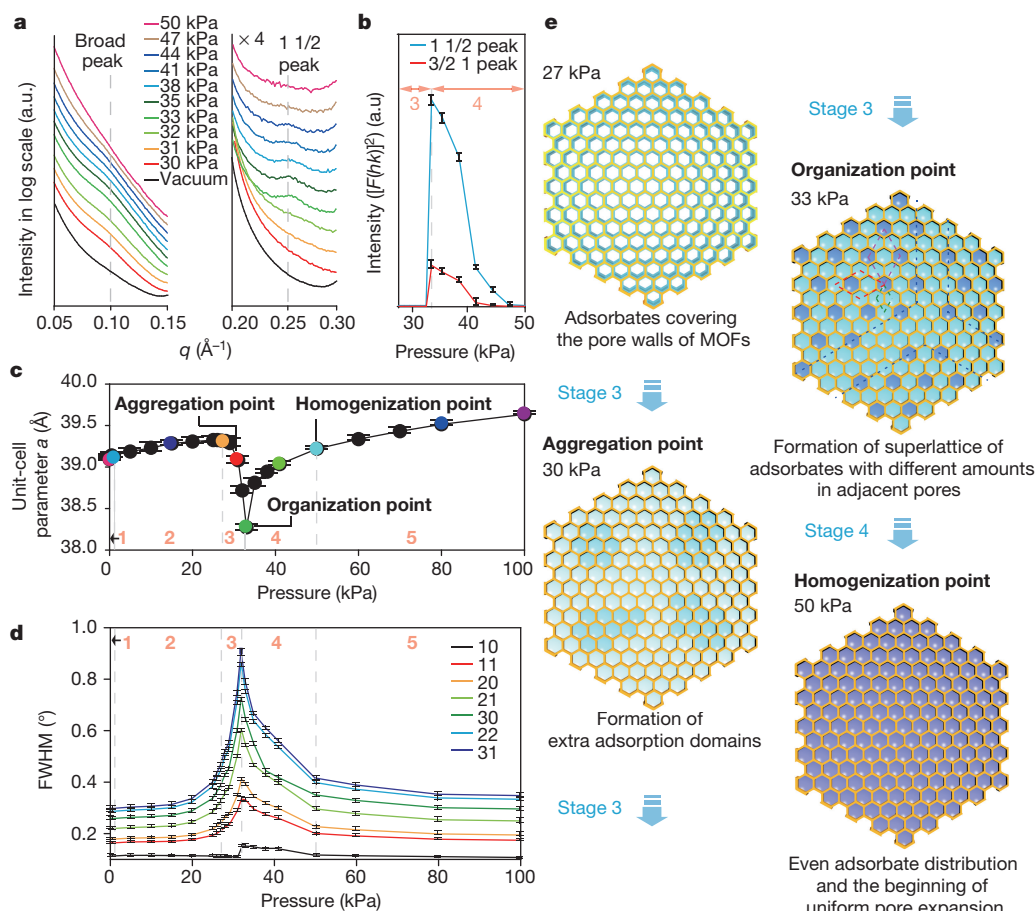 a
Broad
peak
50 kPa
47 kPa
44 kPa
41 kPa
38 kPa
35 kPa
33 kPa
32 kPa
31 kPa
30 kPa
Vacuum
× 4
1 1/2
peak
Intensity in log scale (a.u.)
0.05
0.10
0.15
0.20
0.25
0.30
q (Å–1)
b
1 1/2 peak
3/2 1 peak
3
4
Intensity ([F(hk)]2) (a.u)
30
40
50
Pressure (kPa)
c
40.0
39.5
39.0
38.0
Unit-cell
parameter a (Å)
Aggregation point
Homogenization point
Organization point
1
2
3
4
5
0
20
40
60
80
100
Pressure (kPa)
d
1.0
0.8
0.6
0.4
0.2
FWHM (°)
1
2
3
4
5
10
11
20
21
30
22
31
0
20
40
60
80
100
Pressure (kPa)
e
27 kPa
Adsorbates covering
the pore walls of MOFs
Stage 3
Aggregation point
30 kPa
Formation of
extra adsorption domains
Stage 3
Stage 3
Organization point
33 kPa
Formation of superlattice of
adsorbates with different amounts
in adjacent pores
Stage 4
Homogenization point
50 kPa
Even adsorbate distribution
and the beginning of
uniform pore expansion